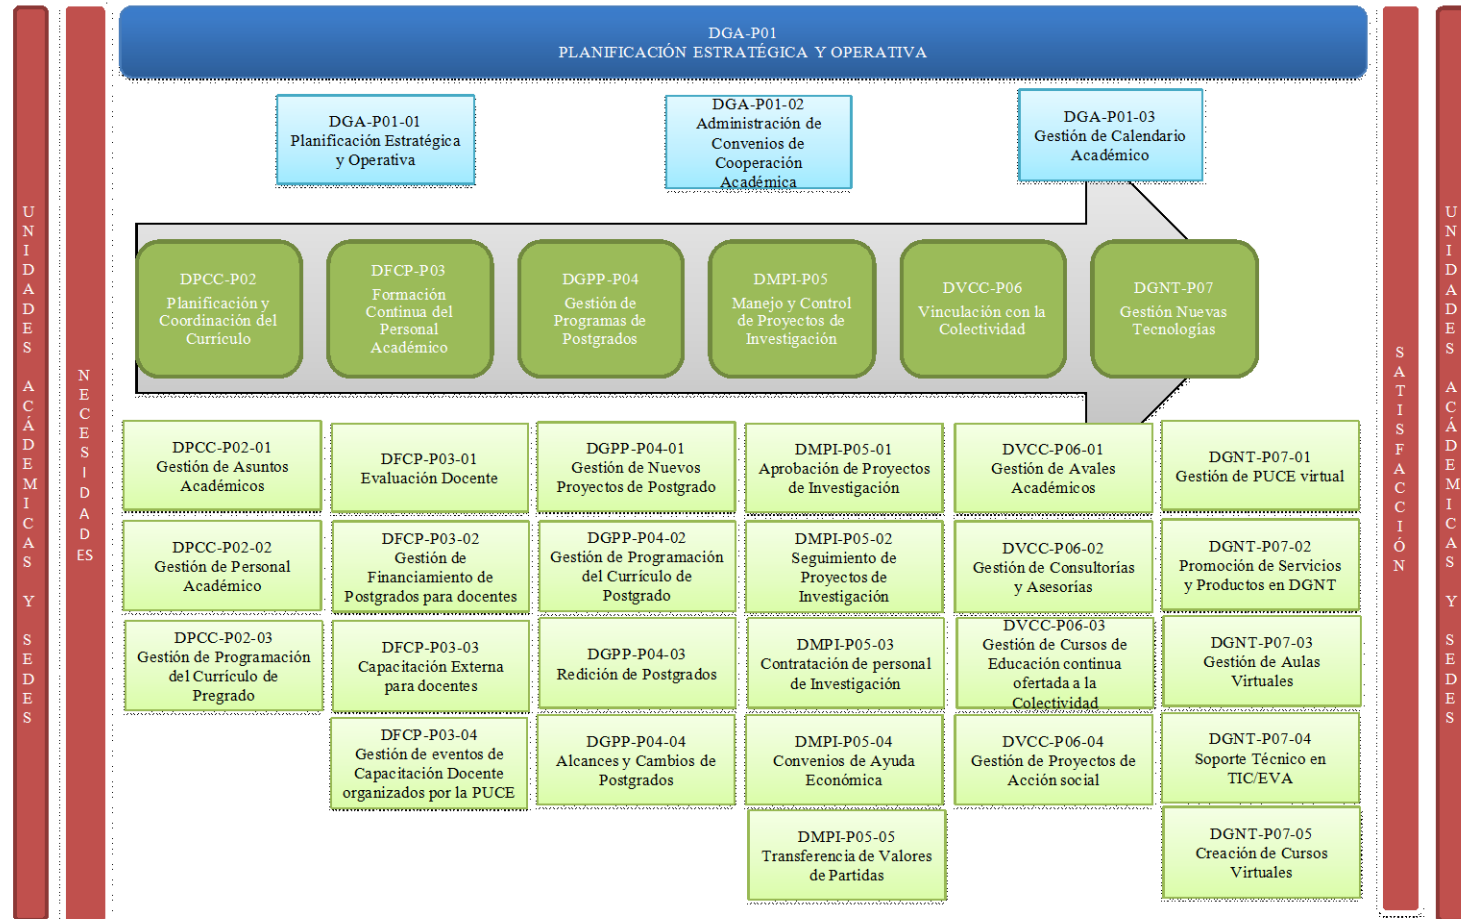 DGA-P01
PLANIFICACIÓN ESTRATÉGICA Y OPERATIVA
DGA-P01-01
Planificación Estratégica
y Operativa
DGA-P01-02
Administración de
Convenios de
Cooperación
Académica
DGA-P01-03
Gestión de Calendario
Académico
UNIDADES ACÁDEMICAS Y SEDES
NECESIDADES
DPCC-P02
Planificación y
Coordinación del
Currículo
DFCP-P03
Formación
Continua del
Personal
Académico
DGPP-P04
Gestión de
Programas de
Postgrados
DMPI-P05
Manejo y Control
de Proyectos de
Investigación
DVCC-P06
Vinculación con la
Colectividad
DGNT-P07
Gestión Nuevas
Tecnologías
SATISFACCIÓN
UNIDADES ACÁDEMICAS Y SEDES
DPCC-P02-01
Gestión de Asuntos
Académicos
DFCP-P03-01
Evaluación Docente
DGPP-P04-01
Gestión de Nuevos
Proyectos de Postgrado
DMPI-P05-01
Aprobación de Proyectos
de Investigación
DVCC-P06-01
Gestión de Avales
Académicos
DGNT-P07-01
Gestión de PUCE virtual
DPCC-P02-02
Gestión de Personal
Académico
DFCP-P03-02
Gestión de
Financiamiento de
Postgrados para docentes
DGPP-P04-02
Gestión de Programación
del Currículo de
Postgrado
DMPI-P05-02
Seguimiento de
Proyectos de
Investigación
DVCC-P06-02
Gestión de Consultorías
y Asesorías
DGNT-P07-02
Promoción de Servicios
y Productos en DGNT
DPCC-P02-03
Gestión de Programación
del Currículo de
Pregrado
DFCP-P03-03
Capacitación Externa
para docentes
DGPP-P04-03
Redición de Postgrados
DMPI-P05-03
Contratación de personal
de Investigación
DVCC-P06-03
Gestión de Cursos de
Educación continua
ofertada a la
Colectividad
DGNT-P07-03
Gestión de Aulas
Virtuales
DFCP-P03-04
Gestión de eventos de
Capacitación Docente
organizados por la PUCE
DGPP-P04-04
Alcances y Cambios de
Postgrados
DMPI-P05-04
Convenios de Ayuda
Económica
DVCC-P06-04
Gestión de Proyectos de
Acción social
DGNT-P07-04
Soporte Técnico en
TIC/EVA
DMPI-P05-05
Transferencia de Valores
de Partidas
DGNT-P07-05
Creación de Cursos
Virtuales